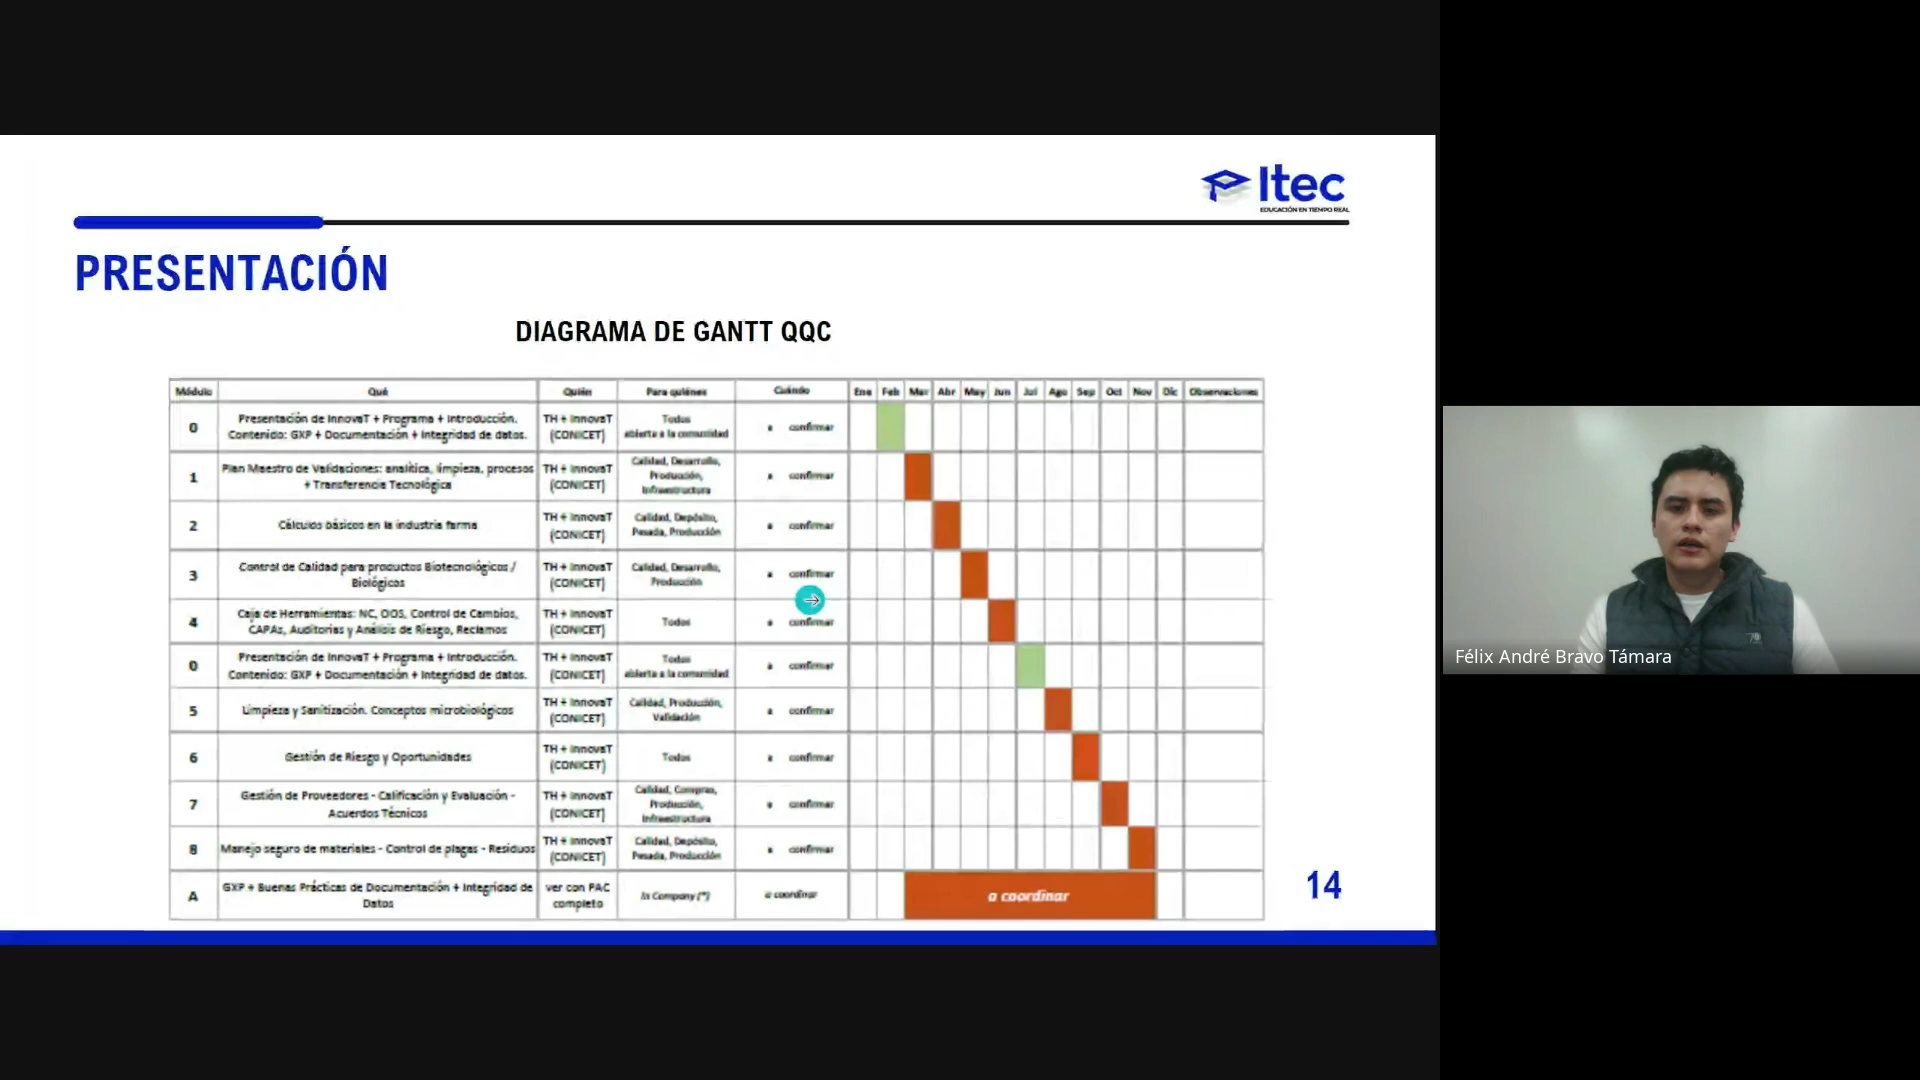 Itec
EDUCACIÓN EN TIEMPO REAL
PRESENTACIÓN
DIAGRAMA DE GANTT QQC
Módulo Qué Quién Para quiénes Cuándo Ene Feb Mar Abr May Jun Jul Ago Sep Oct Nov Dic Observaciones
0 Presentación de InnovaT + Programa + Introducción. TH + InnovaT Todos a confirmar
Contenido: GXP + Documentación + Integridad de datos. (CONICET) abierta a la comunidad
1 Plan Maestro de Validaciones: analítica, limpieza, procesos TH + InnovaT Calidad, Desarrollo, a confirmar
+ Transferencia Tecnológica (CONICET) Producción,
Infraestructura
2 Cálculos básicos en la industria farma TH + InnovaT Calidad, Depósito, a confirmar
(CONICET) Pesada, Producción
3 Control de Calidad para productos Biotecnológicos / TH + InnovaT Calidad, Desarrollo, a confirmar
Biológicos (CONICET) Producción
4 Caja de Herramientas: NC, OOS, Control de Cambios, TH + InnovaT Todos a confirmar
CAPAs, Auditorias y Análisis de Riesgo, Reclamos (CONICET)
0 Presentación de InnovaT + Programa + Introducción. TH + InnovaT Todos a confirmar
Contenido: GXP + Documentación + Integridad de datos. (CONICET) abierta a la comunidad
5 Limpieza y Sanitización. Conceptos microbiológicos TH + InnovaT Calidad, Producción, a confirmar
(CONICET) Validación
6 Gestión de Riesgo y Oportunidades TH + InnovaT Todos a confirmar
(CONICET)
7 Gestión de Proveedores - Calificación y Evaluación - TH + InnovaT Calidad, Compras, a confirmar
Acuerdos Técnicos (CONICET) Producción,
Infraestructura
8 Manejo seguro de materiales - Control de plagas - Residuos TH + InnovaT Calidad, Depósito, a confirmar
(CONICET) Pesada, Producción
A GXP + Buenas Prácticas de Documentación + Integridad de ver con PAC In Company (*) a coordinar a coordinar
Datos completo
14
Félix André Bravo Támara